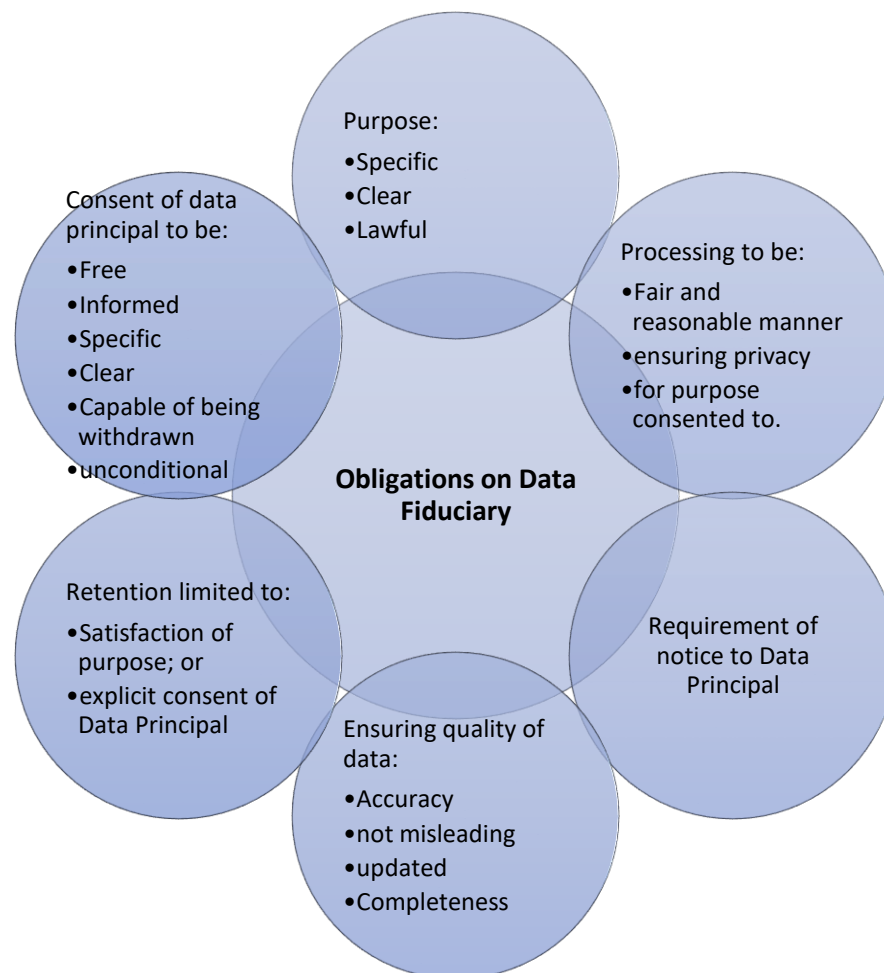 Purpose:
•Specific
•Clear
•Lawful
Processing to be:
•Fair and
reasonable manner
•ensuring privacy
•for purpose
consented to.
Requirement of
notice to Data
Principal
Ensuring quality of
data:
•Accuracy
•not misleading
•updated
•Completeness
Retention limited to:
•Satisfaction of
purpose; or
•explicit consent of
Data Principal
Consent of data
principal to be:
•Free
•Informed
•Specific
•Clear
•Capable of being
withdrawn
•unconditional
Obligations on Data
Fiduciary